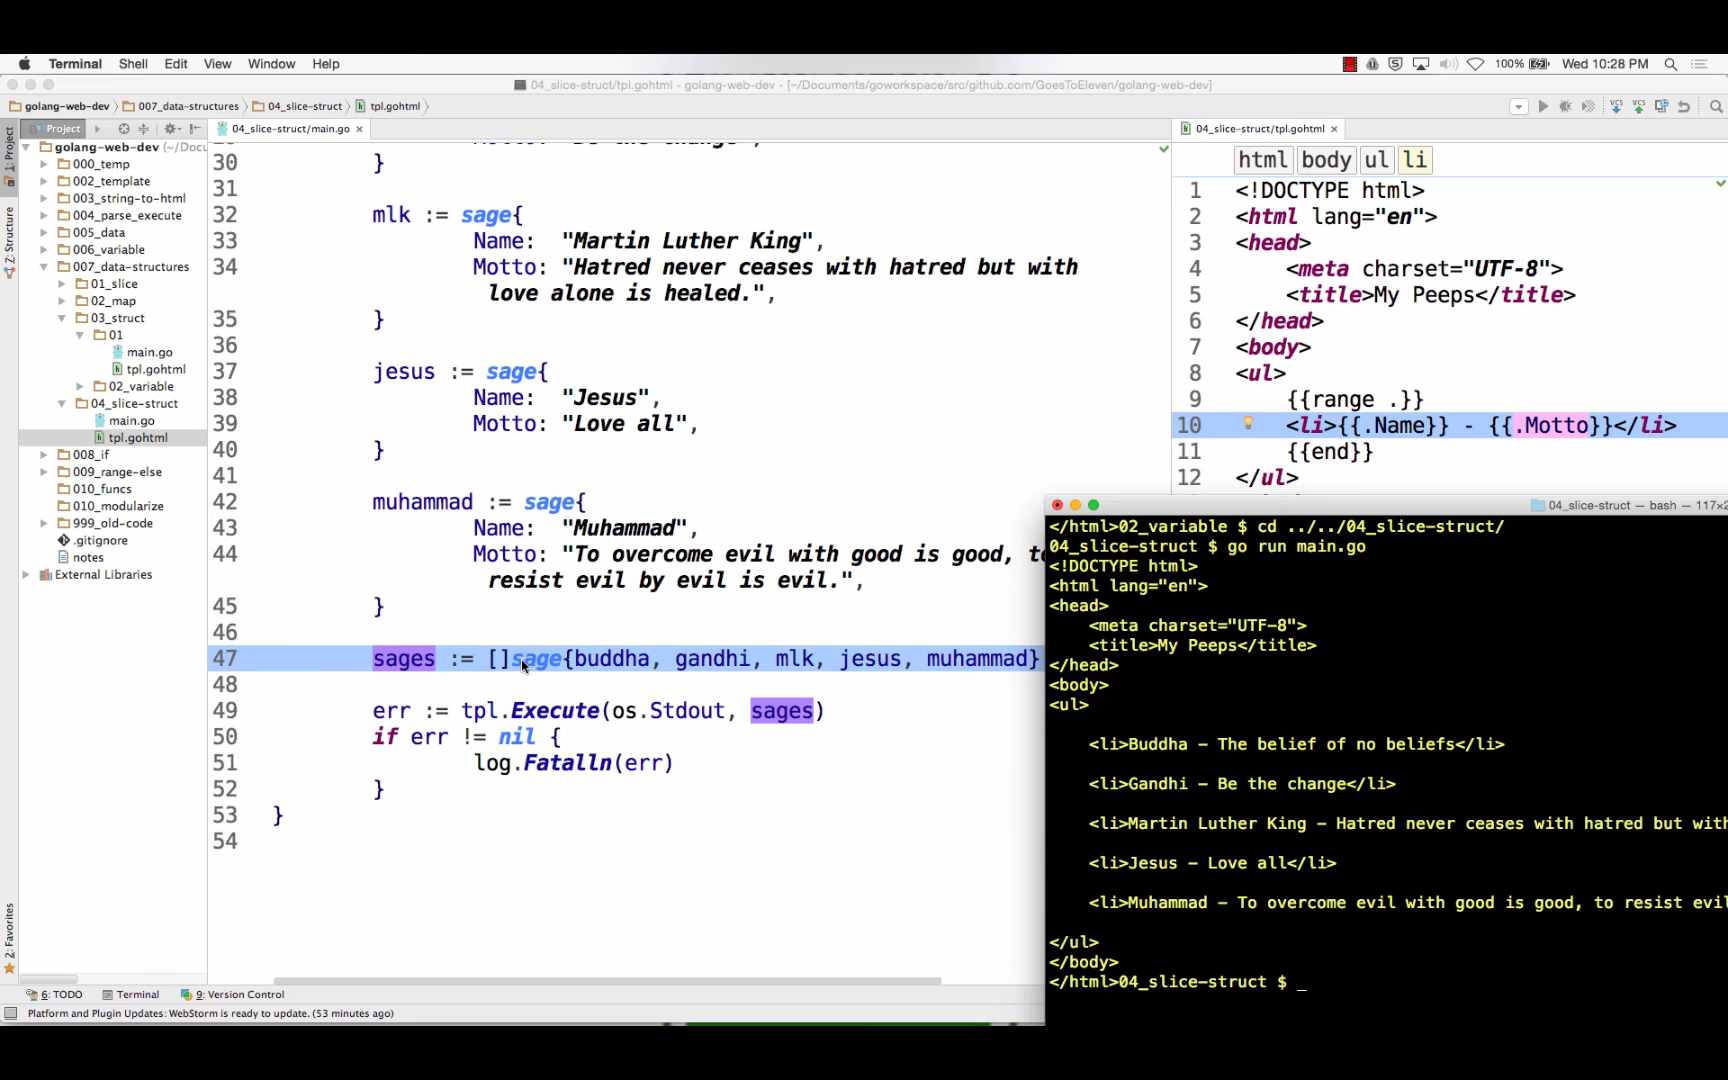 Terminal Shell Edit View Window Help 100% Wed 10:28 PM
04_slice-struct/tpl.gohtml - golang-web-dev - [~/Documents/goworkspace/src/github.com/GoesToEleven/golang-web-dev]
golang-web-dev 007_data-structures 04_slice-struct tpl.gohtml
Project
1: Project
Z: Structure
2: Favorites
golang-web-dev (~/Docu
000_temp
002_template
003_string-to-html
004_parse_execute
005_data
006_variable
007_data-structures
01_slice
02_map
03_struct
01
main.go
tpl.gohtml
02_variable
04_slice-struct
main.go
tpl.gohtml
008_if
009_range-else
010_funcs
010_modularize
999_old-code
.gitignore
notes
External Libraries
04_slice-struct/main.go
30 }
31
32 mlk := sage{
33 Name: "Martin Luther King",
34 Motto: "Hatred never ceases with hatred but with
love alone is healed.",
35 }
36
37 jesus := sage{
38 Name: "Jesus",
39 Motto: "Love all",
40 }
41
42 muhammad := sage{
43 Name: "Muhammad",
44 Motto: "To overcome evil with good is good, to
resist evil by evil is evil.",
45 }
46
47 sages := []sage{buddha, gandhi, mlk, jesus, muhammad}
48
49 err := tpl.Execute(os.Stdout, sages)
50 if err != nil {
51 log.Fatalln(err)
52 }
53 }
54
04_slice-struct/tpl.gohtml
html body ul li
1 <!DOCTYPE html>
2 <html lang="en">
3 <head>
4 <meta charset="UTF-8">
5 <title>My Peeps</title>
6 </head>
7 <body>
8 <ul>
9 {{range .}}
10 <li>{{.Name}} - {{.Motto}}</li>
11 {{end}}
12 </ul>
04_slice-struct — bash — 117×2
</html>02_variable $ cd ../../04_slice-struct/
04_slice-struct $ go run main.go
<!DOCTYPE html>
<html lang="en">
<head>
<meta charset="UTF-8">
<title>My Peeps</title>
</head>
<body>
<ul>
<li>Buddha - The belief of no beliefs</li>
<li>Gandhi - Be the change</li>
<li>Martin Luther King - Hatred never ceases with hatred but with
<li>Jesus - Love all</li>
<li>Muhammad - To overcome evil with good is good, to resist evil
</ul>
</body>
</html>04_slice-struct $ _
6: TODO Terminal 9: Version Control
Platform and Plugin Updates: WebStorm is ready to update. (53 minutes ago)